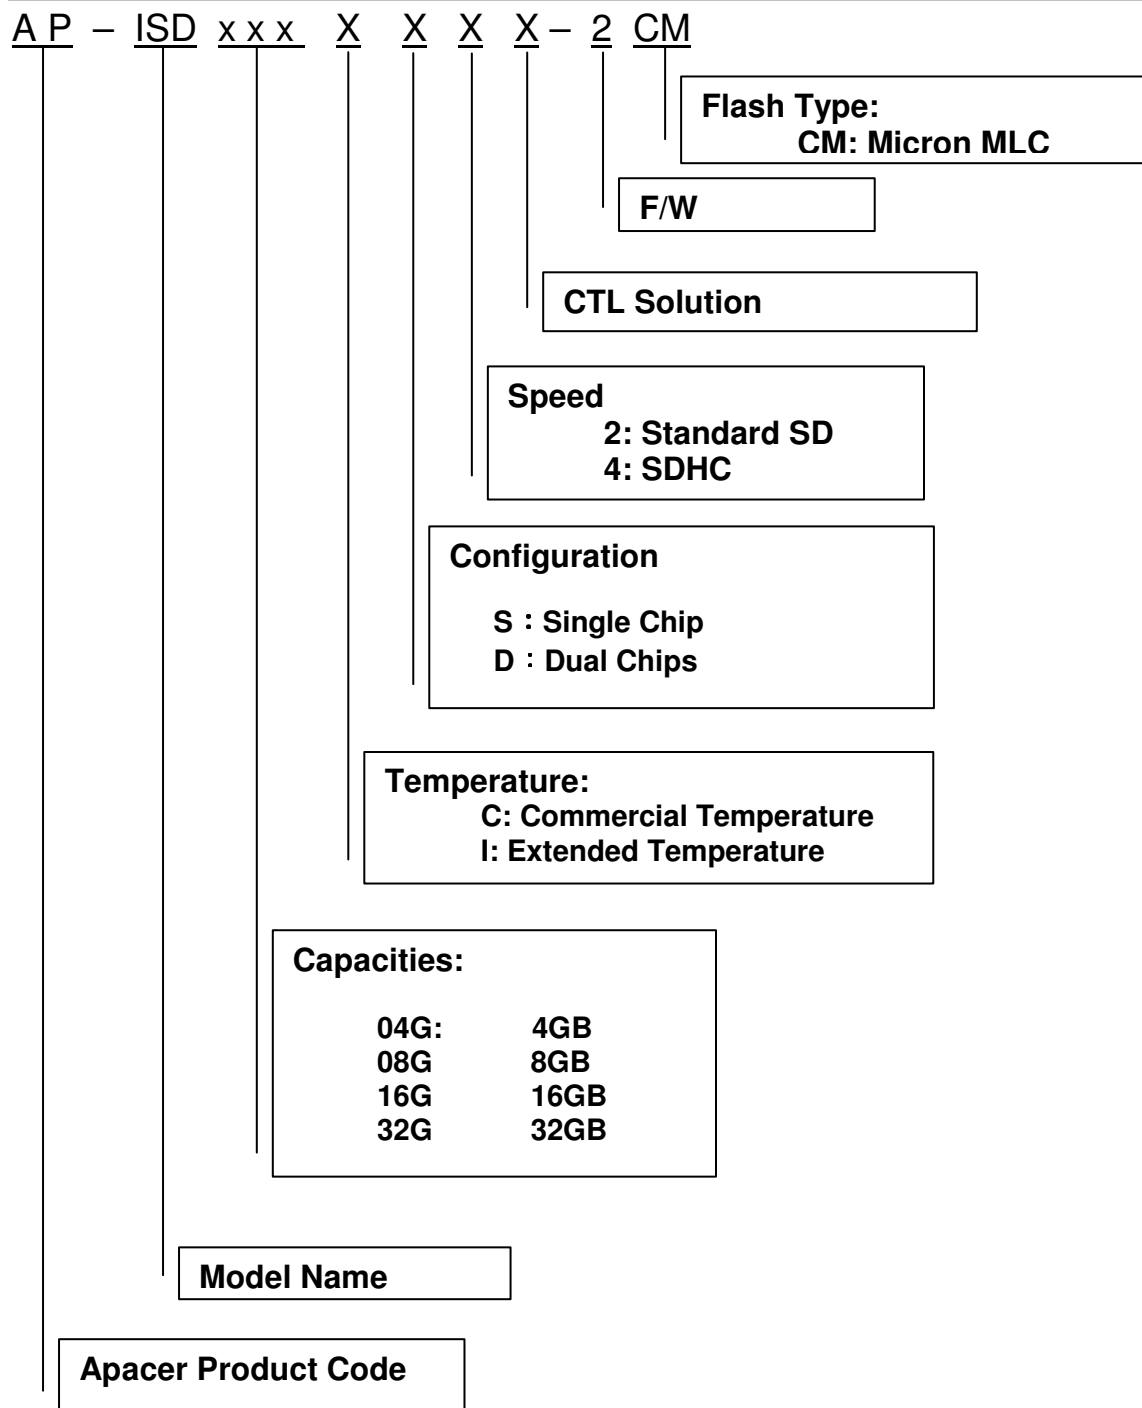 AP – ISD xxx X X X X – 2 CM
Flash Type:
CM: Micron MLC
F/W
CTL Solution
Speed
2: Standard SD
4: SDHC
Configuration
S：Single Chip
D：Dual Chips
Temperature:
C: Commercial Temperature
I: Extended Temperature
Capacities:
04G: 4GB
08G 8GB
16G 16GB
32G 32GB
Model Name
Apacer Product Code